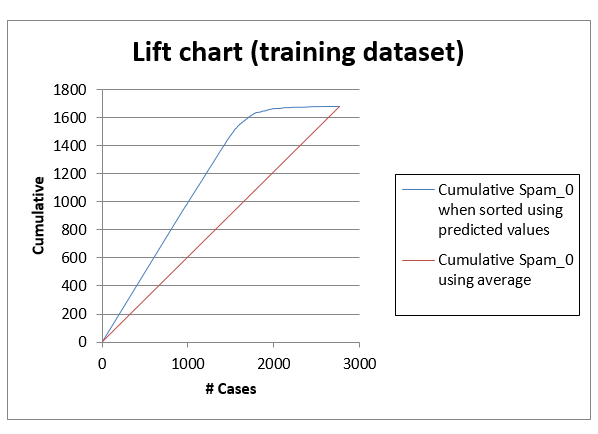 Lift chart (training dataset)
1800
1600
1400
1200
1000
800
600
400
200
0
Cumulative
0 1000 2000 3000
# Cases
Cumulative Spam_0
when sorted using
predicted values
Cumulative Spam_0
using average